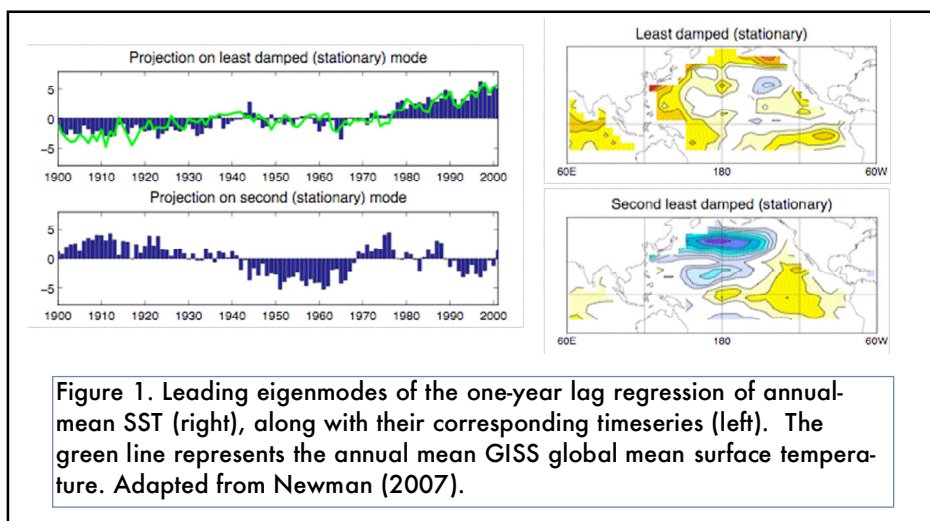 Projection on least damped (stationary) mode
5
0
−5
1900 1910 1920 1930 1940 1950 1960 1970 1980 1990 2000
Projection on second (stationary) mode
5
0
−5
1900 1910 1920 1930 1940 1950 1960 1970 1980 1990 2000
Least damped (stationary)
60E 180 60W
Second least damped (stationary)
60E 180 60W
Figure 1. Leading eigenmodes of the one-year lag regression of annual-
mean SST (right), along with their corresponding timeseries (left). The
green line represents the annual mean GISS global mean surface tempera-
ture. Adapted from Newman (2007).